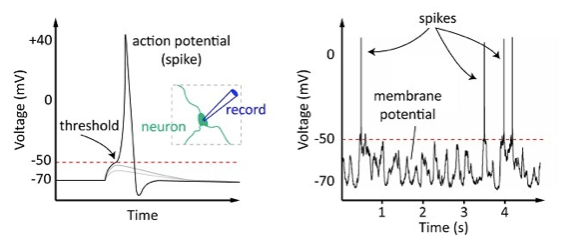 +40
action potential
(spike)
0
record
neuron
threshold
-50
-70
Voltage (mV)
Time
spikes
0
membrane
potential
-50
-70
Voltage (mV)
1 2 3 4
Time (s)